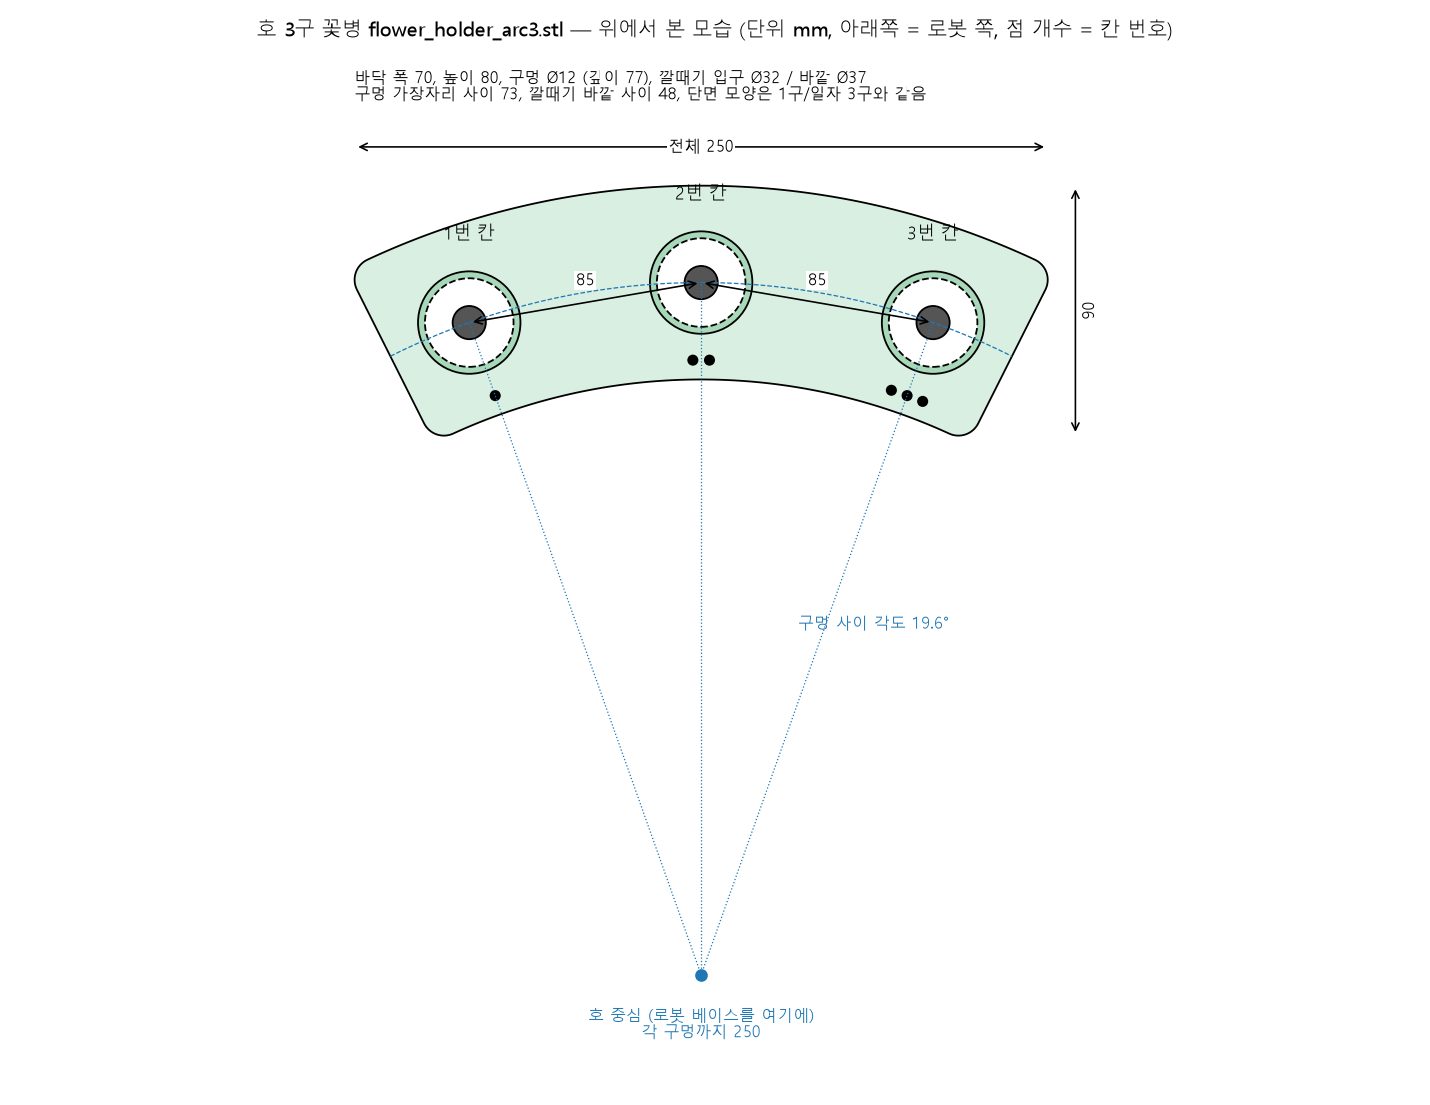 호 3구 꽃병 flower_holder_arc3.stl — 위에서 본 모습 (단위 mm, 아래쪽 = 로봇 쪽, 점 개수 = 칸 번호)
바닥 폭 70, 높이 80, 구멍 Ø12 (깊이 77), 깔때기 입구 Ø32 / 바깥 Ø37
구멍 가장자리 사이 73, 깔때기 바깥 사이 48, 단면 모양은 1구/일자 3구와 같음
전체 250
2번 칸
1번 칸
3번 칸
85
85
90
구멍 사이 각도 19.6°
호 중심 (로봇 베이스를 여기에)
각 구멍까지 250